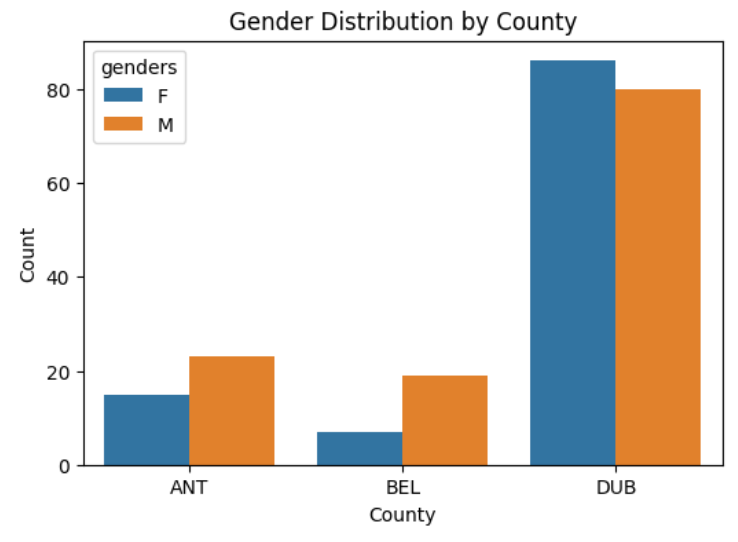 Gender Distribution by County
genders
F
M
80
60
40
20
0
Count
ANT BEL DUB
County